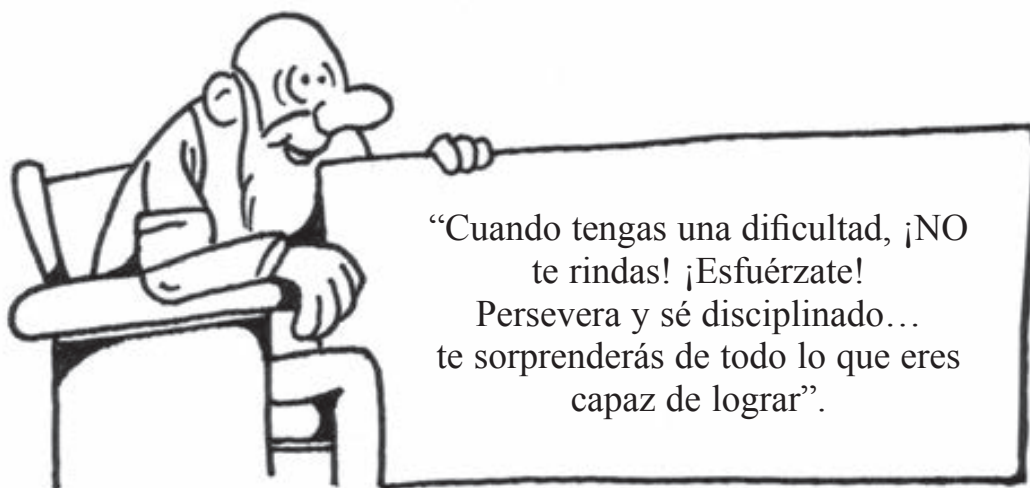 “Cuando tengas una dificultad, ¡NO
te rindas! ¡Esfuérzate!
Persevera y sé disciplinado…
te sorprenderás de todo lo que eres
capaz de lograr”.